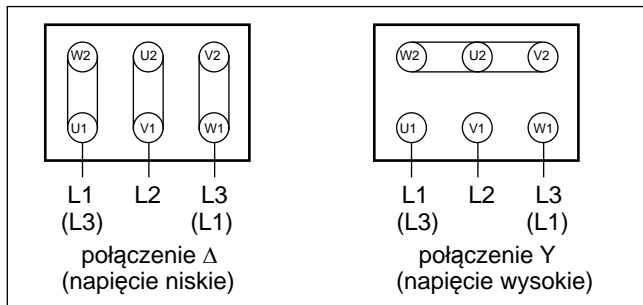 W2 U2 V2
U1 V1 W1
L1 L2 L3
(L3) (L1)
połączenie Δ
(napięcie niskie)
W2 U2 V2
U1 V1 W1
L1 L2 L3
(L3) (L1)
połączenie Y
(napięcie wysokie)